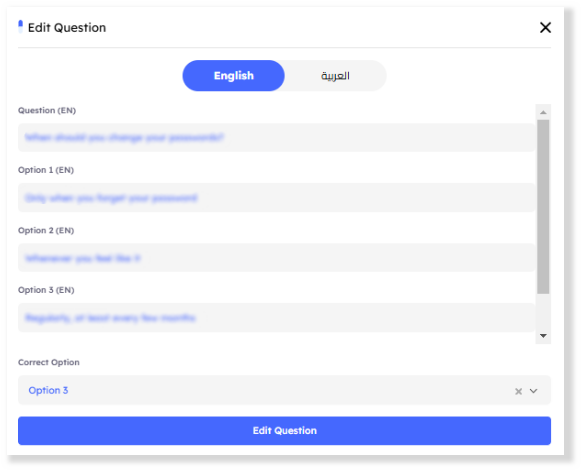 Edit Question
English
العربية
Question (EN)
When should you change your passwords?
Option 1 (EN)
Only when you forget your password
Option 2 (EN)
Whenever you feel like it
Option 3 (EN)
Regularly, at least every few months
Correct Option
Option 3
Edit Question